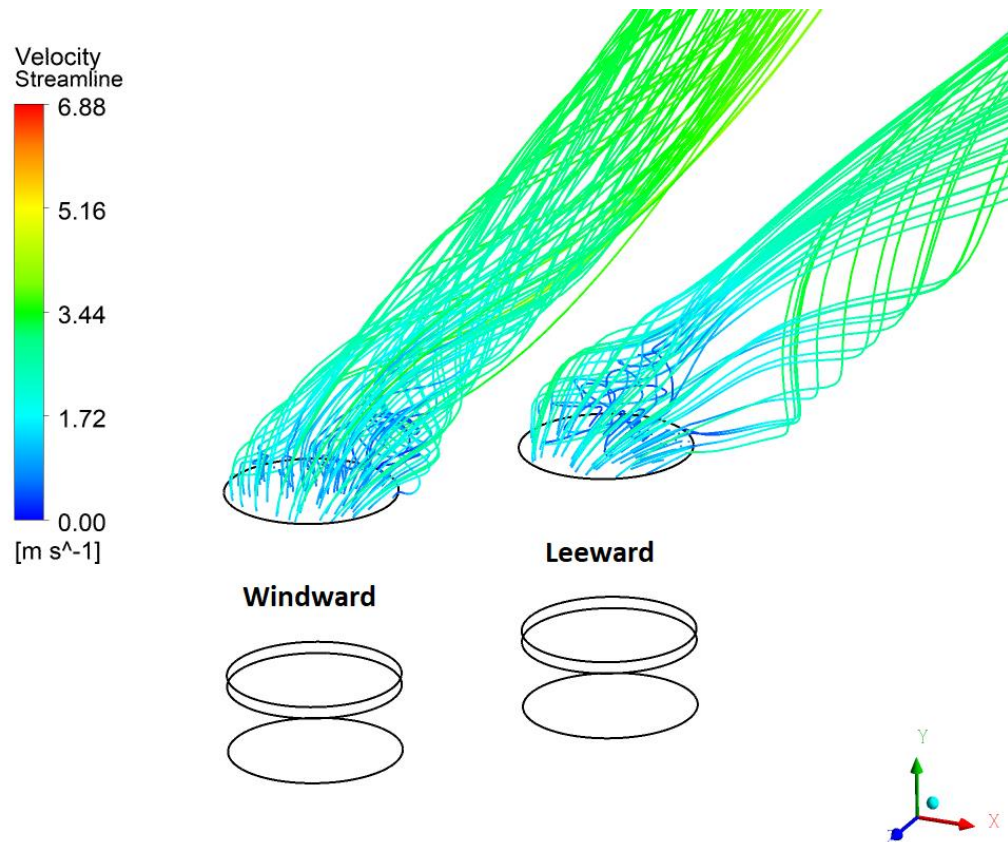 Velocity
Streamline
6.88
5.16
3.44
1.72
0.00
[m s^-1]
Windward
Leeward
Y
X
Z